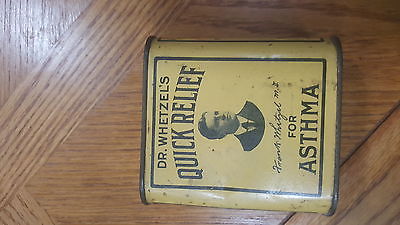 DR. WHETZEL'S
QUICK RELIEF
Frank Whetzel M.D.
FOR
ASTHMA